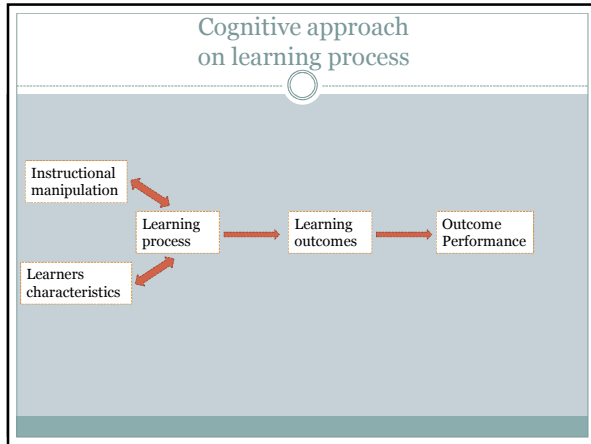 Cognitive approach
on learning process
Instructional
manipulation
Learning
process
Learning
outcomes
Outcome
Performance
Learners
characteristics